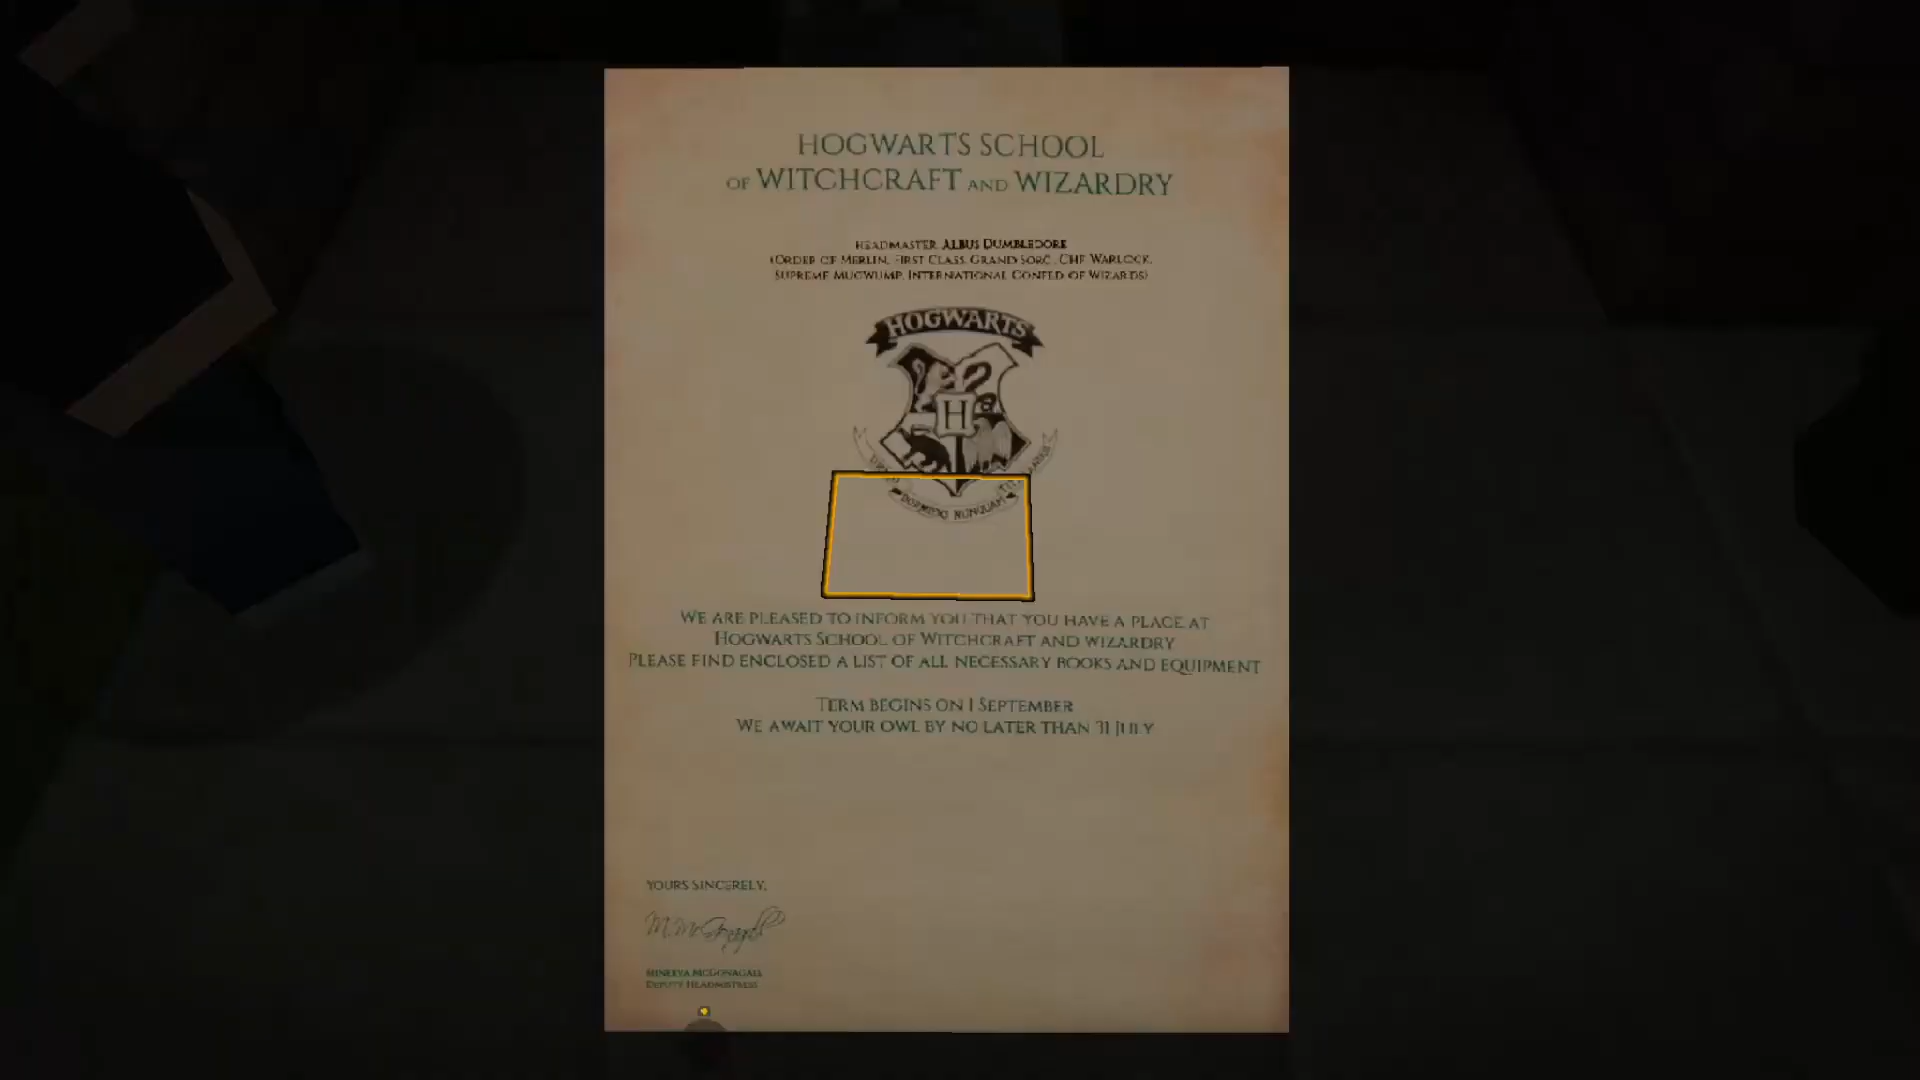 HOGWARTS SCHOOL
OF WITCHCRAFT AND WIZARDRY
HEADMASTER ALBUS DUMBLEDORE
(ORDER OF MERLIN, FIRST CLASS, GRAND SORC., CHF WARLOCK,
SUPREME MUGWUMP, INTERNATIONAL CONFED OF WIZARDS)
HOGWARTS
H
DORMIENS NUNQUAM
WE ARE PLEASED TO INFORM YOU THAT YOU HAVE A PLACE AT
HOGWARTS SCHOOL OF WITCHCRAFT AND WIZARDRY
PLEASE FIND ENCLOSED A LIST OF ALL NECESSARY BOOKS AND EQUIPMENT
TERM BEGINS ON 1 SEPTEMBER
WE AWAIT YOUR OWL BY NO LATER THAN 31 JULY
YOURS SINCERELY,
M. McGonagall
MINERVA MCGONAGALL
DEPUTY HEADMISTRESS